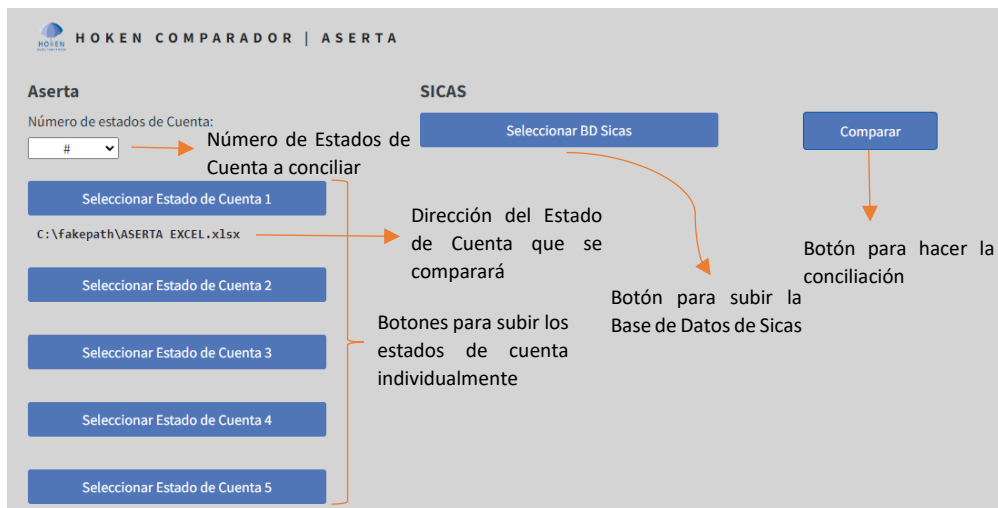 HOKEN
HOKEN COMPARADOR | ASERTA
Aserta
Número de estados de Cuenta:
#
Número de Estados de
Cuenta a conciliar
Seleccionar Estado de Cuenta 1
C:\fakepath\ASERTA EXCEL.xlsx
Dirección del Estado
de Cuenta que se
comparará
Seleccionar Estado de Cuenta 2
Seleccionar Estado de Cuenta 3
Seleccionar Estado de Cuenta 4
Seleccionar Estado de Cuenta 5
Botones para subir los
estados de cuenta
individualmente
SICAS
Seleccionar BD Sicas
Botón para subir la
Base de Datos de Sicas
Comparar
Botón para hacer la
conciliación